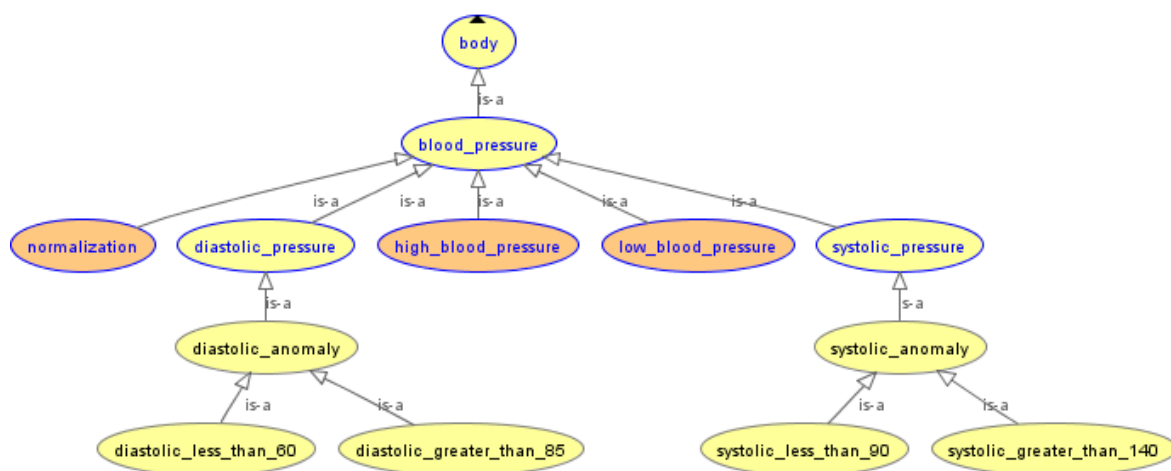 body
is-a
blood_pressure
is-a is-a is-a is-a is-a
normalization diastolic_pressure high_blood_pressure low_blood_pressure systolic_pressure
is-a s-a
diastolic_anomaly systolic_anomaly
is-a is-a is-a is-a
diastolic_less_than_60 diastolic_greater_than_85 systolic_less_than_90 systolic_greater_than_140